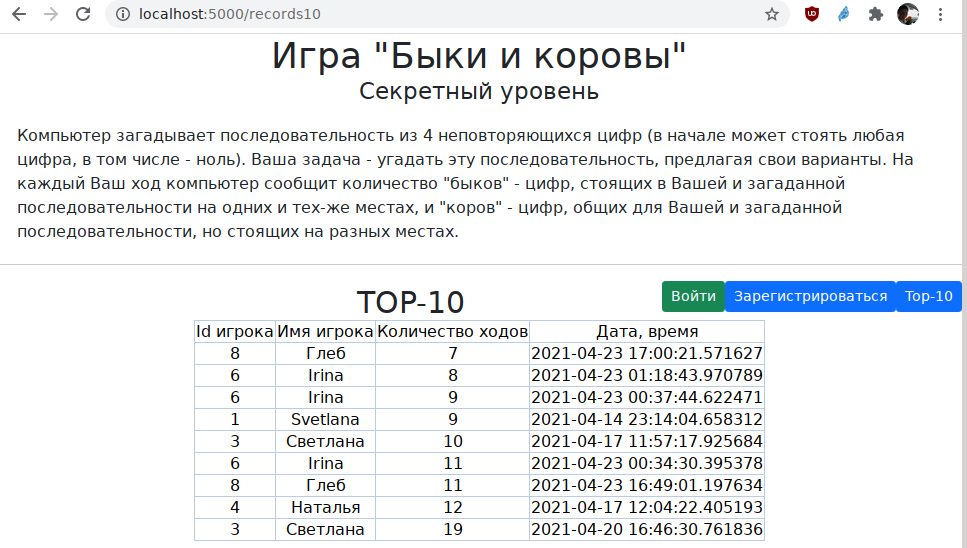 localhost:5000/records10
Игра "Быки и коровы"
Секретный уровень
Компьютер загадывает последовательность из 4 неповторяющихся цифр (в начале может стоять любая
цифра, в том числе - ноль). Ваша задача - угадать эту последовательность, предлагая свои варианты. На
каждый Ваш ход компьютер сообщит количество "быков" - цифр, стоящих в Вашей и загаданной
последовательности на одних и тех-же местах, и "коров" - цифр, общих для Вашей и загаданной
последовательности, но стоящих на разных местах.
TOP-10 Войти Зарегистрироваться Top-10
Id игрока Имя игрока Количество ходов Дата, время
8 Глеб 7 2021-04-23 17:00:21.571627
6 Irina 8 2021-04-23 01:18:43.970789
6 Irina 9 2021-04-23 00:37:44.622471
1 Svetlana 9 2021-04-14 23:14:04.658312
3 Светлана 10 2021-04-17 11:57:17.925684
6 Irina 11 2021-04-23 00:34:30.395378
8 Глеб 11 2021-04-23 16:49:01.197634
4 Наталья 12 2021-04-17 12:04:22.405193
3 Светлана 19 2021-04-20 16:46:30.761836